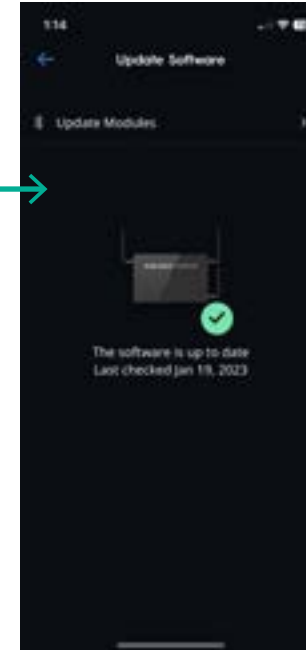 1:14
Update Software
Update Modules
The software is up to date
Last checked Jan 19, 2023